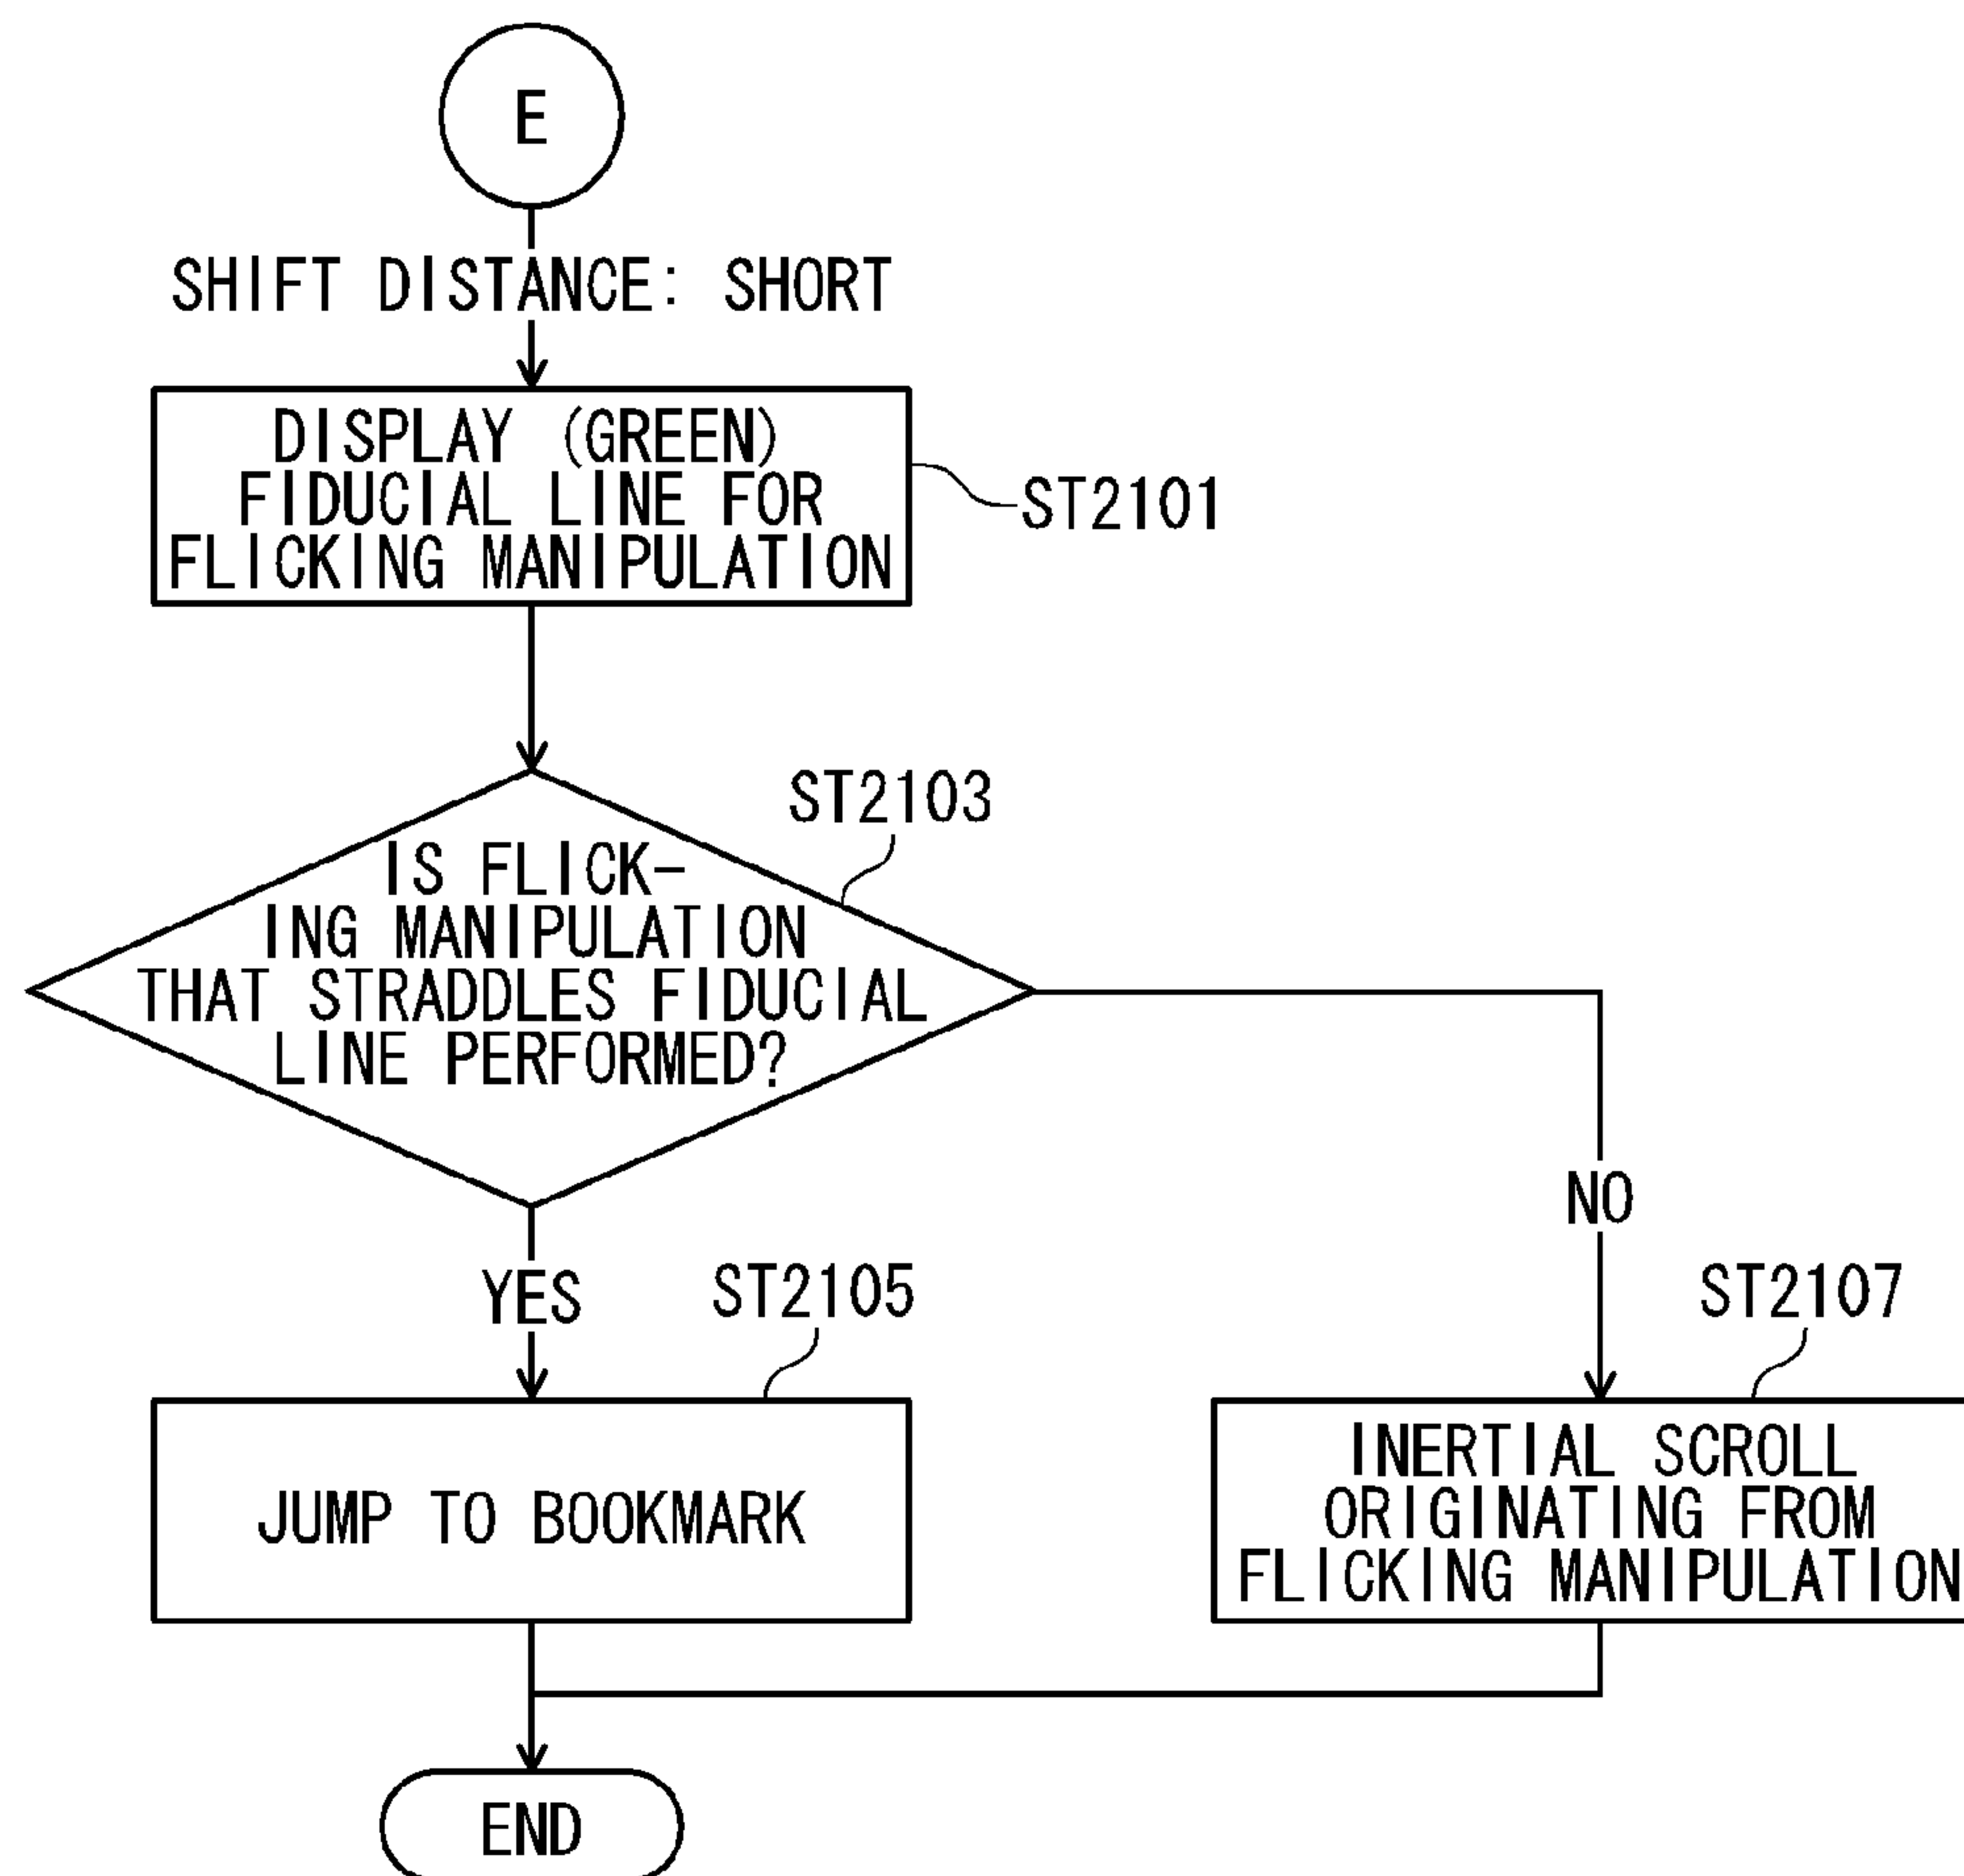 E
SHIFT DISTANCE: SHORT
DISPLAY (GREEN)
FIDUCIAL LINE FOR
FLICKING MANIPULATION
ST2101
ST2103
IS FLICK-
ING MANIPULATION
THAT STRADDLES FIDUCIAL
LINE PERFORMED?
NO
YES
ST2105
ST2107
JUMP TO BOOKMARK
INERTIAL SCROLL
ORIGINATING FROM
FLICKING MANIPULATION
END